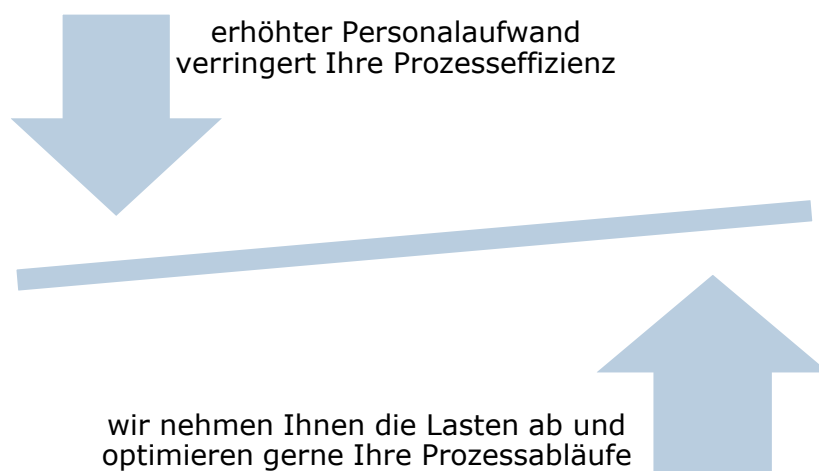 erhöhter Personalaufwand
verringert Ihre Prozesseffizienz
wir nehmen Ihnen die Lasten ab und
optimieren gerne Ihre Prozessabläufe